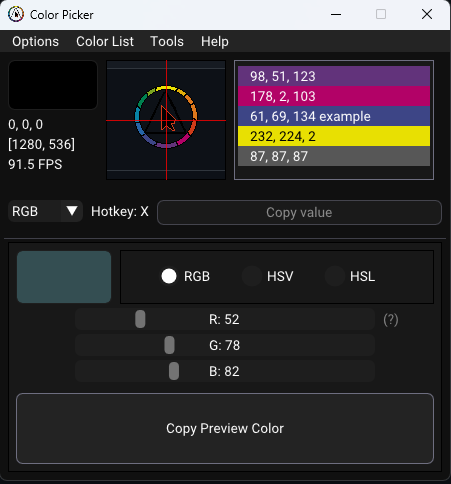 Color Picker
Options Color List Tools Help
0, 0, 0
[1280, 536]
91.5 FPS
98, 51, 123
178, 2, 103
61, 69, 134 example
232, 224, 2
87, 87, 87
RGB Hotkey: X Copy value
RGB HSV HSL
R: 52 (?)
G: 78
B: 82
Copy Preview Color